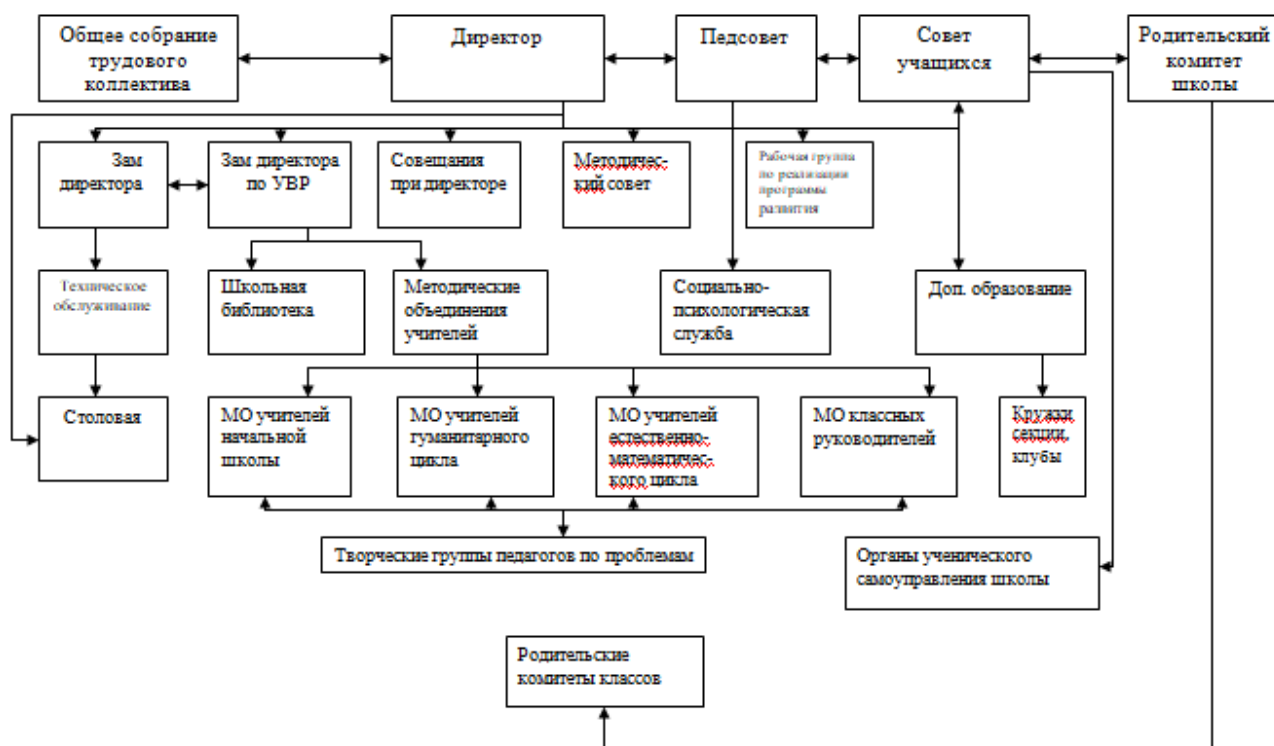 Общее собрание
трудового
коллектива
Директор
Педсовет
Совет
учащихся
Родительский
комитет
школы
Зам
директора
Зам директора
по УВР
Совещания
при директоре
Методичес-
кий совет
Рабочая группа
по реализации
программы
развития
Техническое
обслуживание
Школьная
библиотека
Методические
объединения
учителей
Социально-
психологическая
служба
Доп. образование
Столовая
МО учителей
начальной
школы
МО учителей
гуманитарного
цикла
МО учителей
естественно-
математичес-
кого цикла
МО классных
руководителей
Кружки
секции,
клубы
Творческие группы педагогов по проблемам
Органы ученического
самоуправления школы
Родительские
комитеты классов